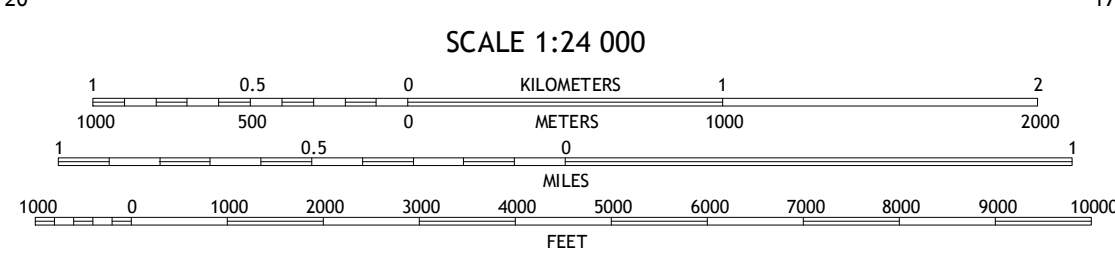 20 17
SCALE 1:24 000
1 0.5 0 KILOMETERS 1 2
1000 500 0 METERS 1000 2000
1 0.5 0 1
MILES
1000 0 1000 2000 3000 4000 5000 6000 7000 8000 9000 10000
FEET